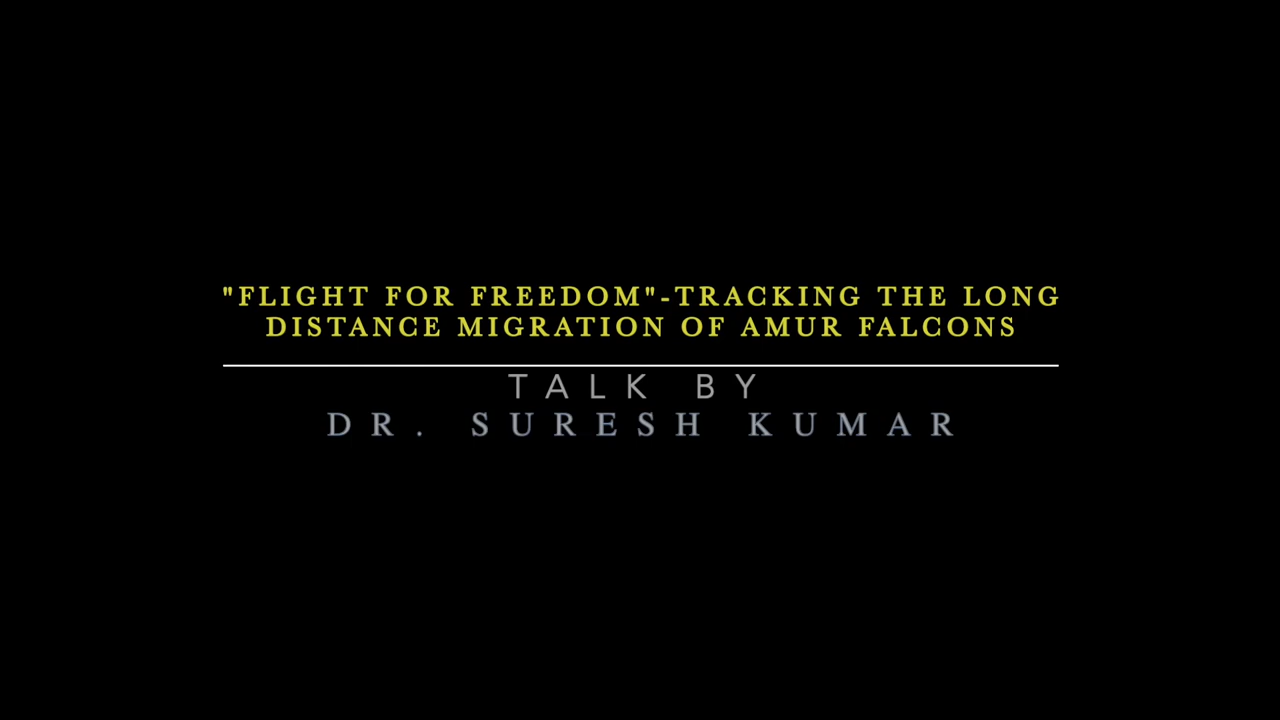 "FLIGHT FOR FREEDOM"-TRACKING THE LONG
DISTANCE MIGRATION OF AMUR FALCONS
TALK BY
DR. SURESH KUMAR